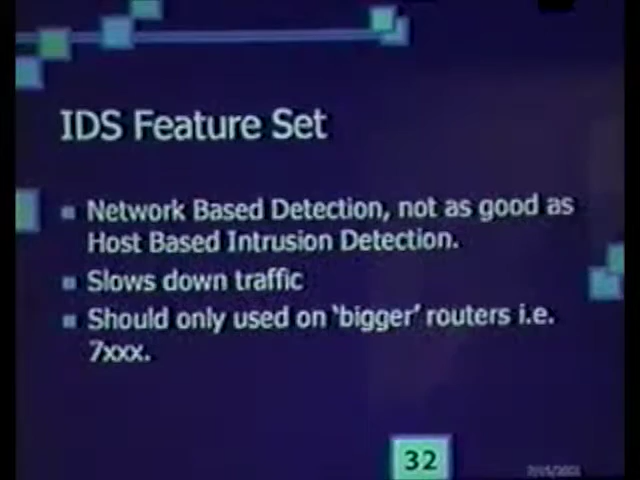 IDS Feature Set
Network Based Detection, not as good as
Host Based Intrusion Detection.
Slows down traffic
Should only used on ‘bigger’ routers i.e.
7xxx.
32